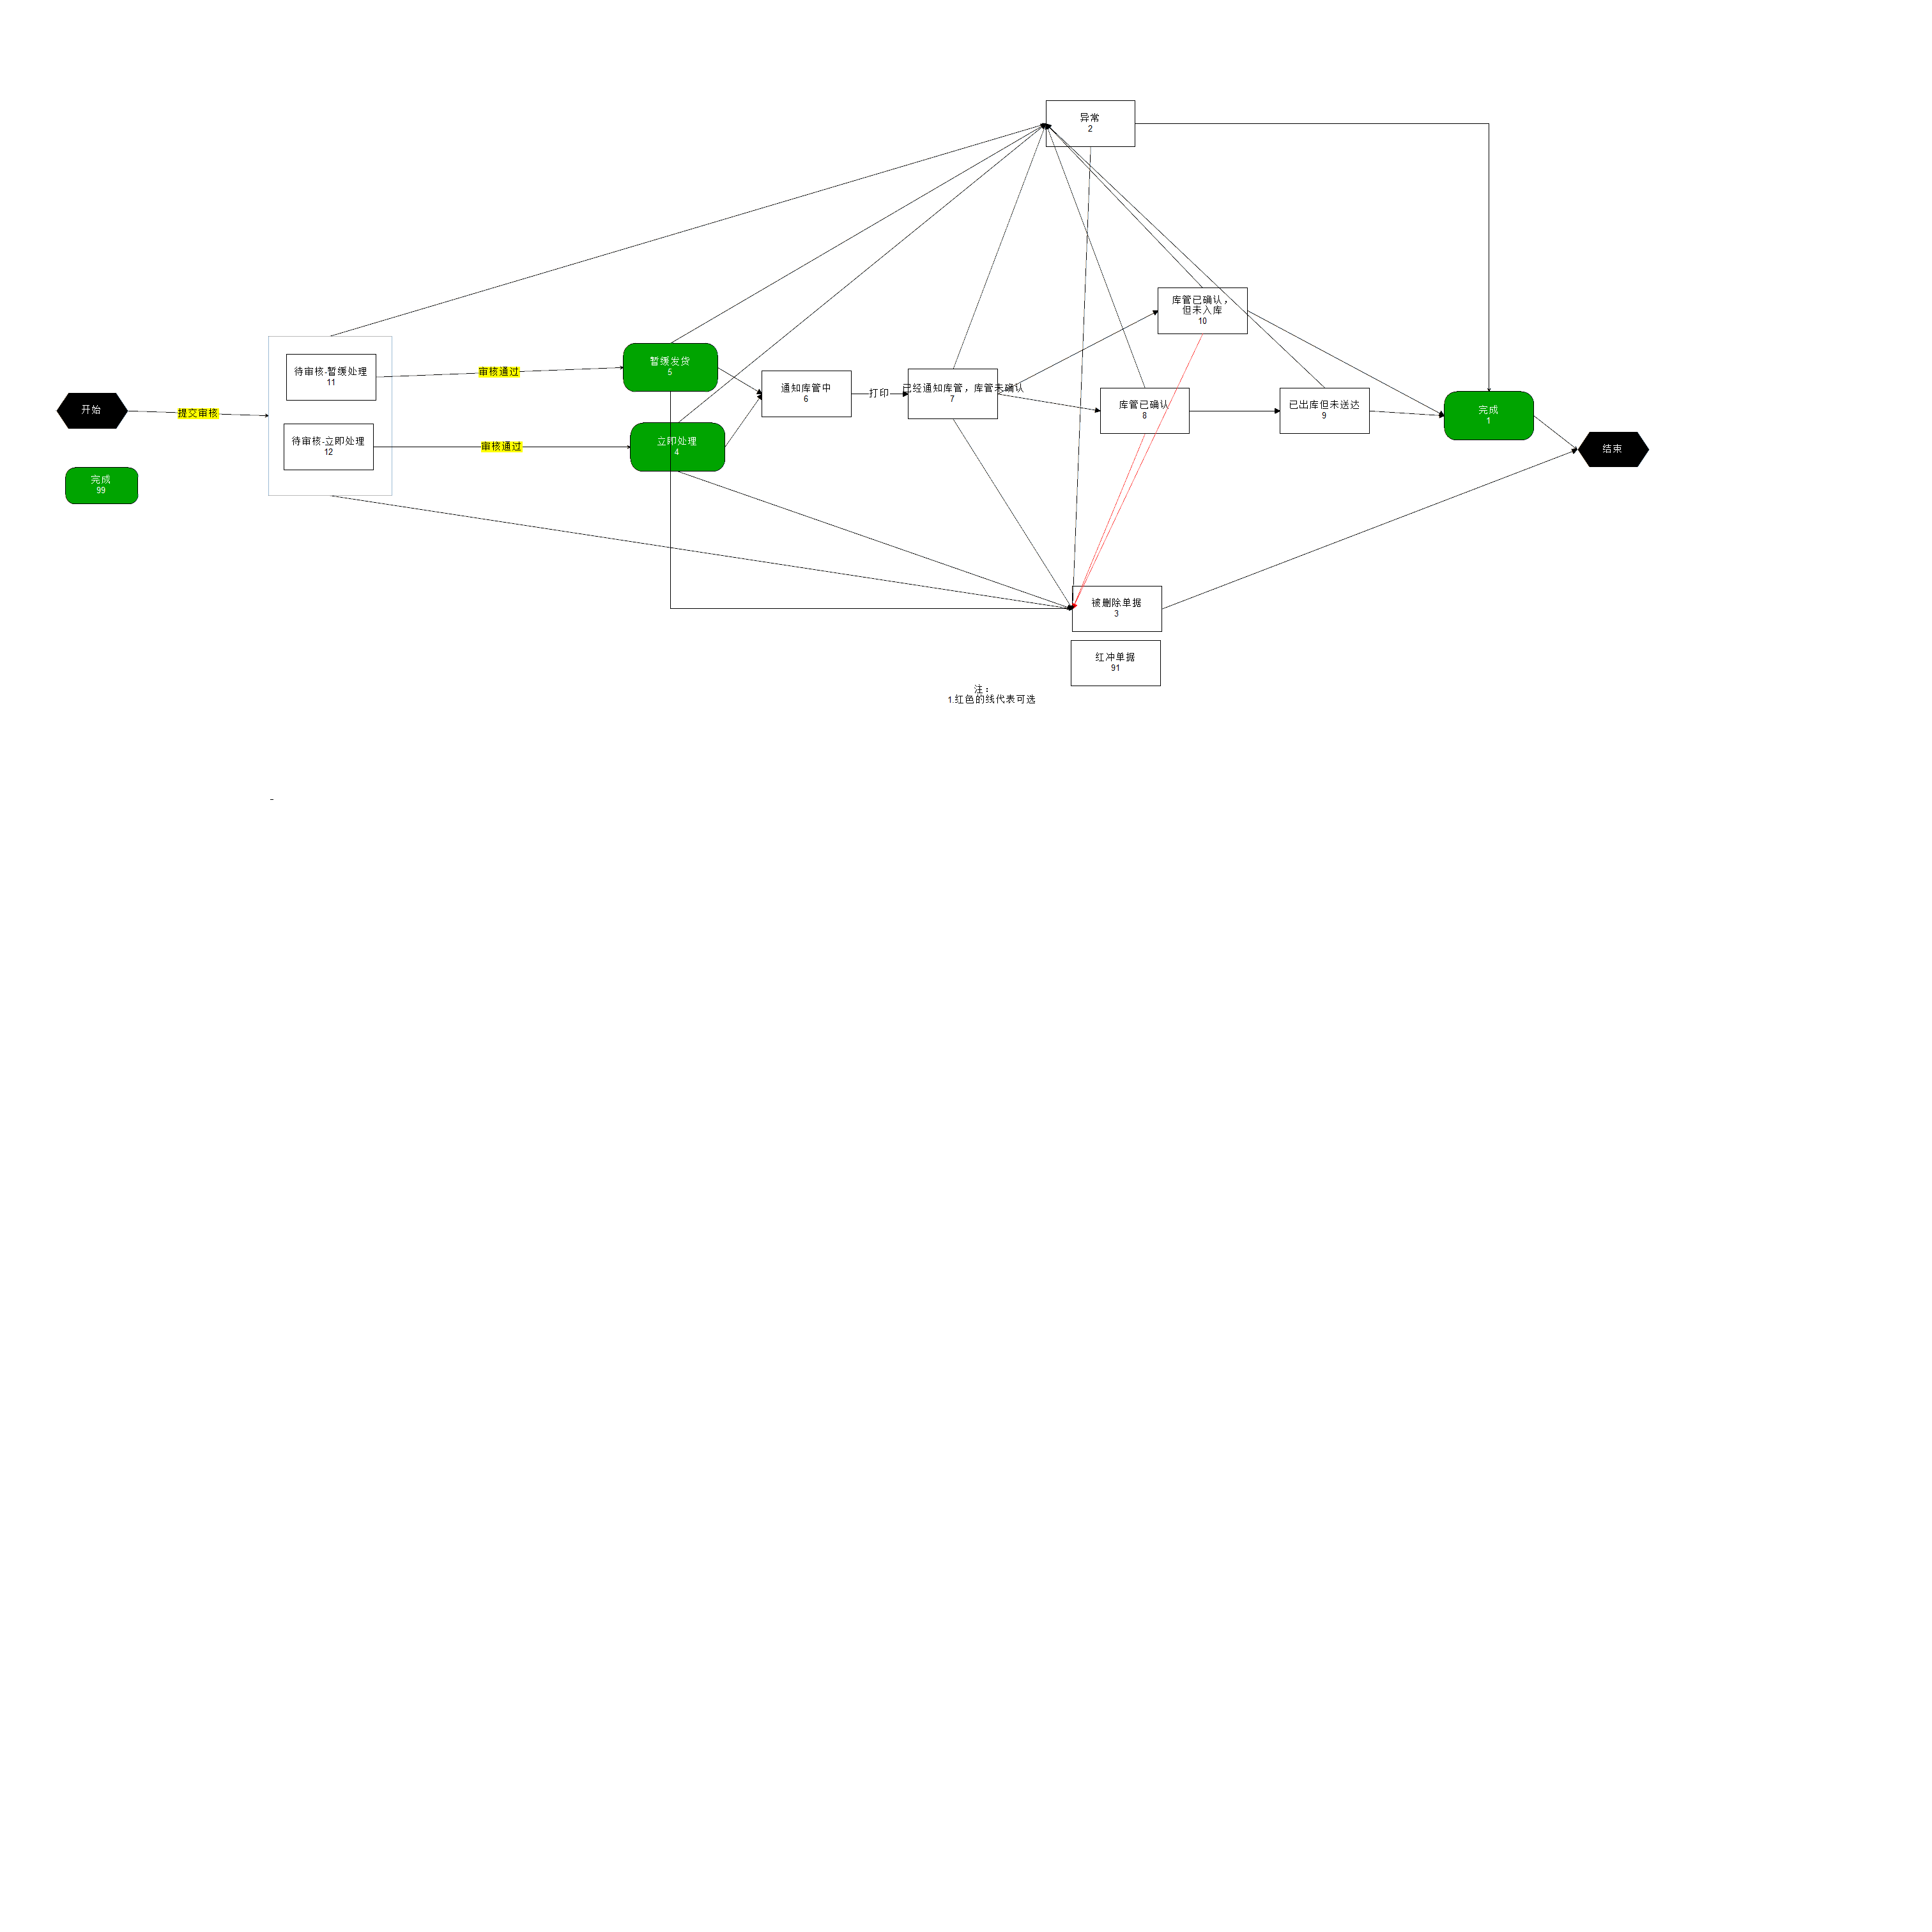 异常
2
库管已确认，
但未入库
10
暂缓发货
5
待审核-暂缓处理
11
审核通过
通知库管中
6
打印
已经通知库管，库管未确认
7
库管已确认
8
已出库但未送达
9
完成
1
开始
提交审核
待审核-立即处理
12
审核通过
立即处理
4
结束
完成
99
被删除单据
3
红冲单据
91
注：
1.红色的线代表可选